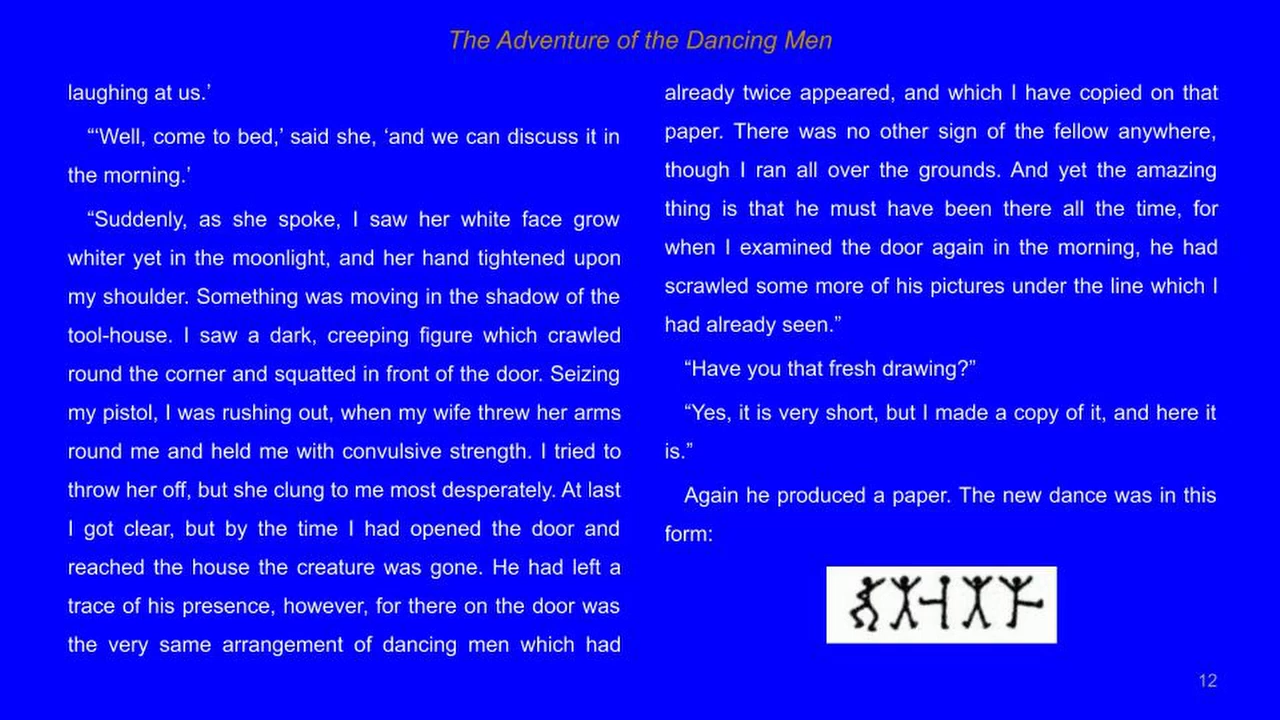 The Adventure of the Dancing Men
laughing at us.’
“‘Well, come to bed,’ said she, ‘and we can discuss it in
the morning.’
“Suddenly, as she spoke, I saw her white face grow
whiter yet in the moonlight, and her hand tightened upon
my shoulder. Something was moving in the shadow of the
tool-house. I saw a dark, creeping figure which crawled
round the corner and squatted in front of the door. Seizing
my pistol, I was rushing out, when my wife threw her arms
round me and held me with convulsive strength. I tried to
throw her off, but she clung to me most desperately. At last
I got clear, but by the time I had opened the door and
reached the house the creature was gone. He had left a
trace of his presence, however, for there on the door was
the very same arrangement of dancing men which had
already twice appeared, and which I have copied on that
paper. There was no other sign of the fellow anywhere,
though I ran all over the grounds. And yet the amazing
thing is that he must have been there all the time, for
when I examined the door again in the morning, he had
scrawled some more of his pictures under the line which I
had already seen.”
“Have you that fresh drawing?”
“Yes, it is very short, but I made a copy of it, and here it
is.”
Again he produced a paper. The new dance was in this
form:
12